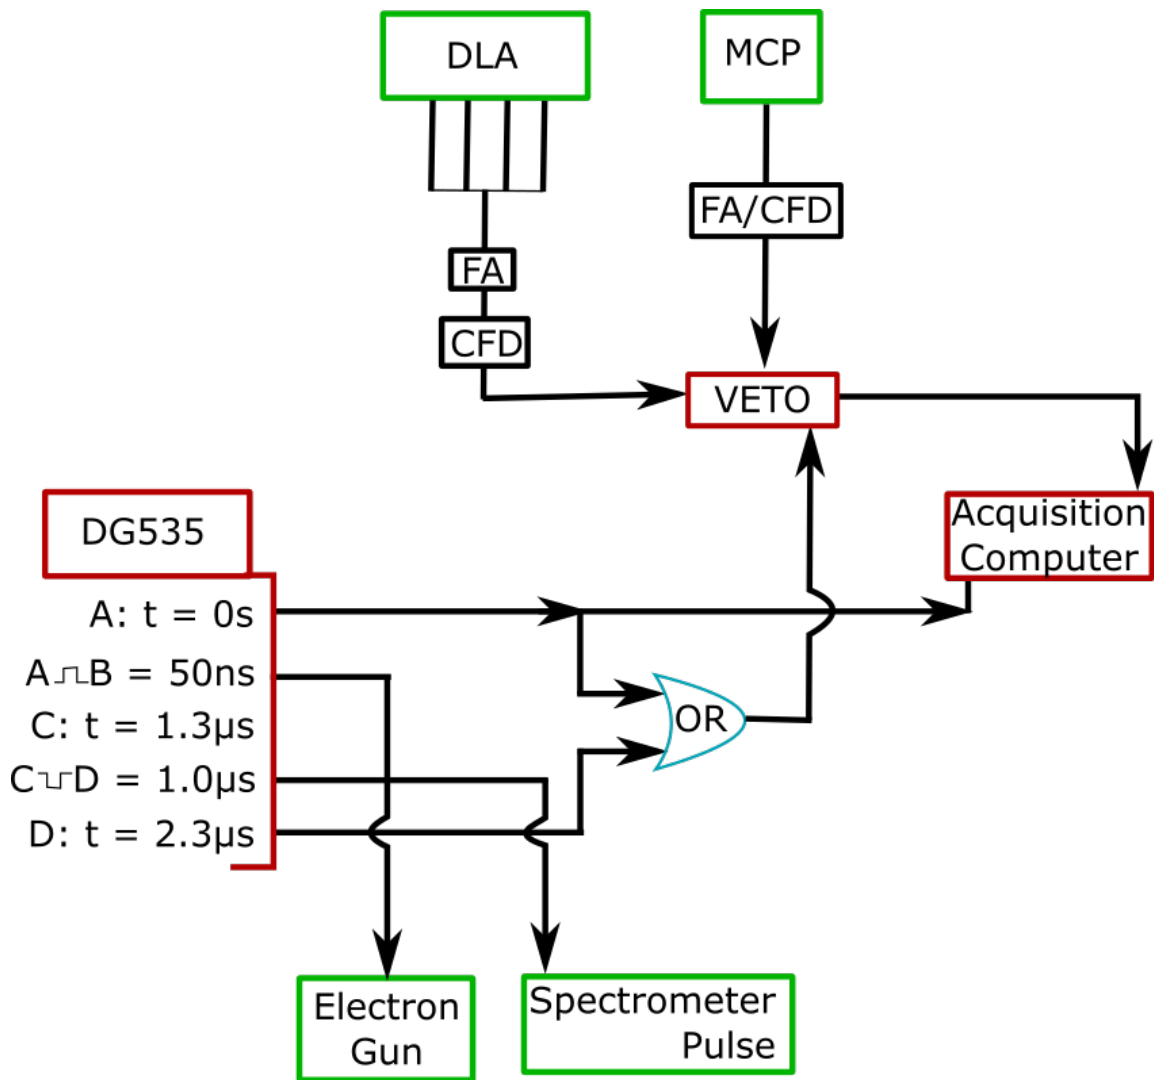 DLA
MCP
FA/CFD
FA
CFD
VETO
DG535
Acquisition
Computer
A: t = 0s
A⎍B = 50ns
C: t = 1.3µs
C⎍D = 1.0µs
D: t = 2.3µs
OR
Electron
Gun
Spectrometer
Pulse